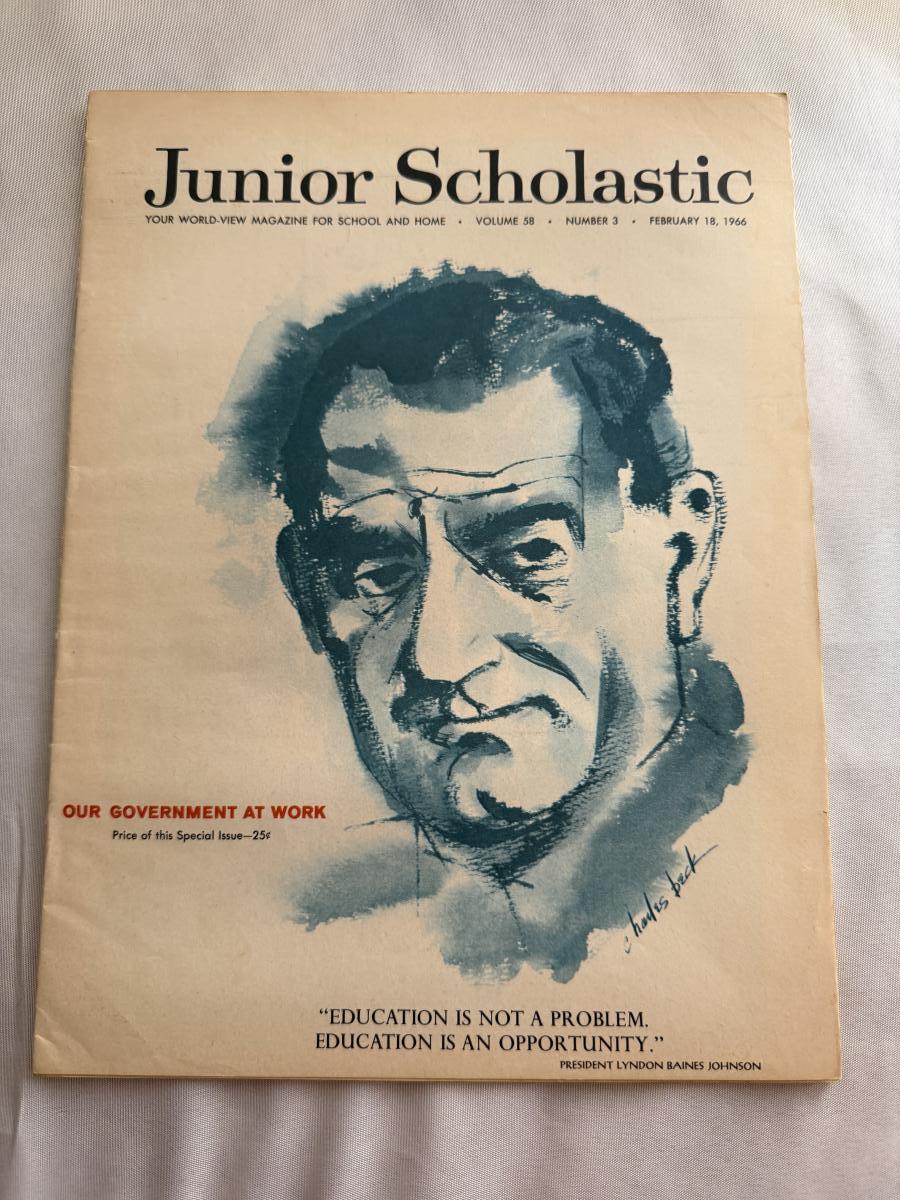 Junior Scholastic
YOUR WORLD-VIEW MAGAZINE FOR SCHOOL AND HOME • VOLUME 58 • NUMBER 3 • FEBRUARY 18, 1966
OUR GOVERNMENT AT WORK
Price of this Special Issue—25¢
charles beck
“EDUCATION IS NOT A PROBLEM.
EDUCATION IS AN OPPORTUNITY.”
PRESIDENT LYNDON BAINES JOHNSON